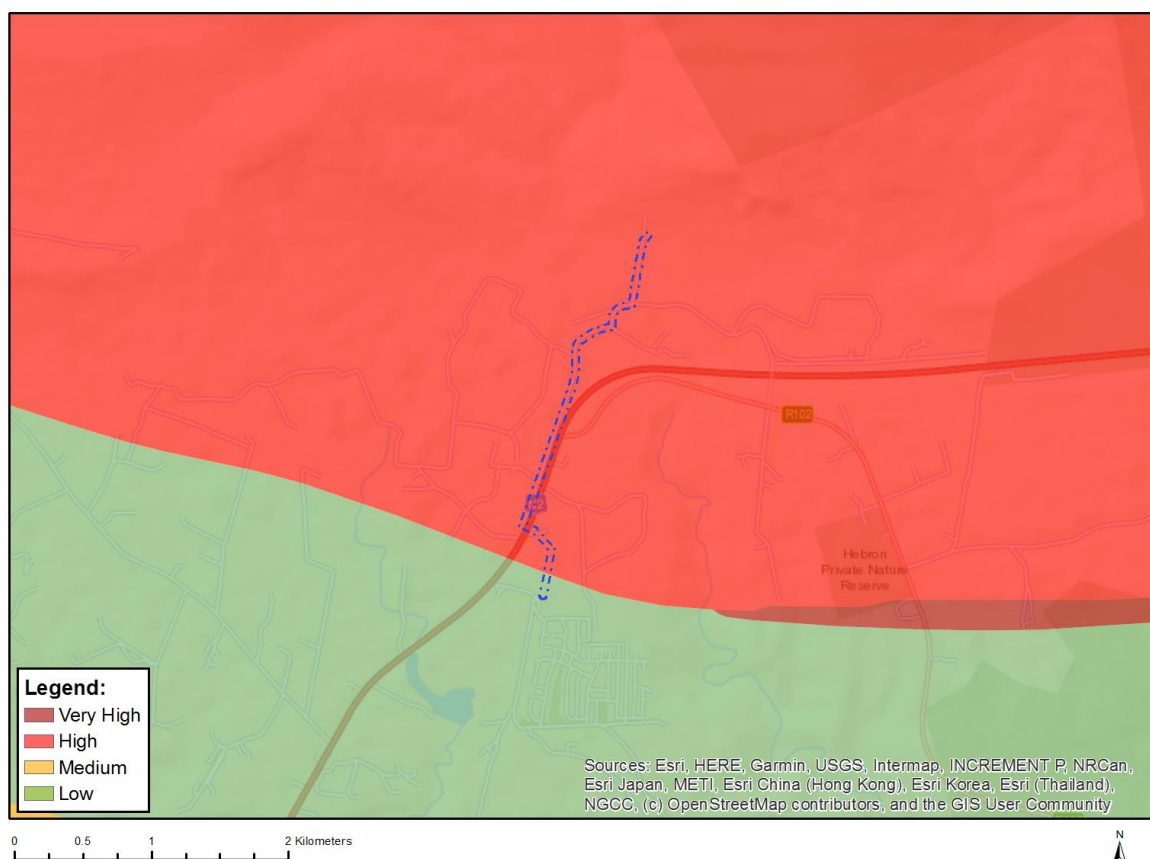 R102
Hebron
Private Nature
Reserve
Legend:
Very High
High
Medium
Low
Sources: Esri, HERE, Garmin, USGS, Intermap, INCREMENT P, NRCan,
Esri Japan, METI, Esri China (Hong Kong), Esri Korea, Esri (Thailand),
NGCC, (c) OpenStreetMap contributors, and the GIS User Community
0 0.5 1 2 Kilometers
N